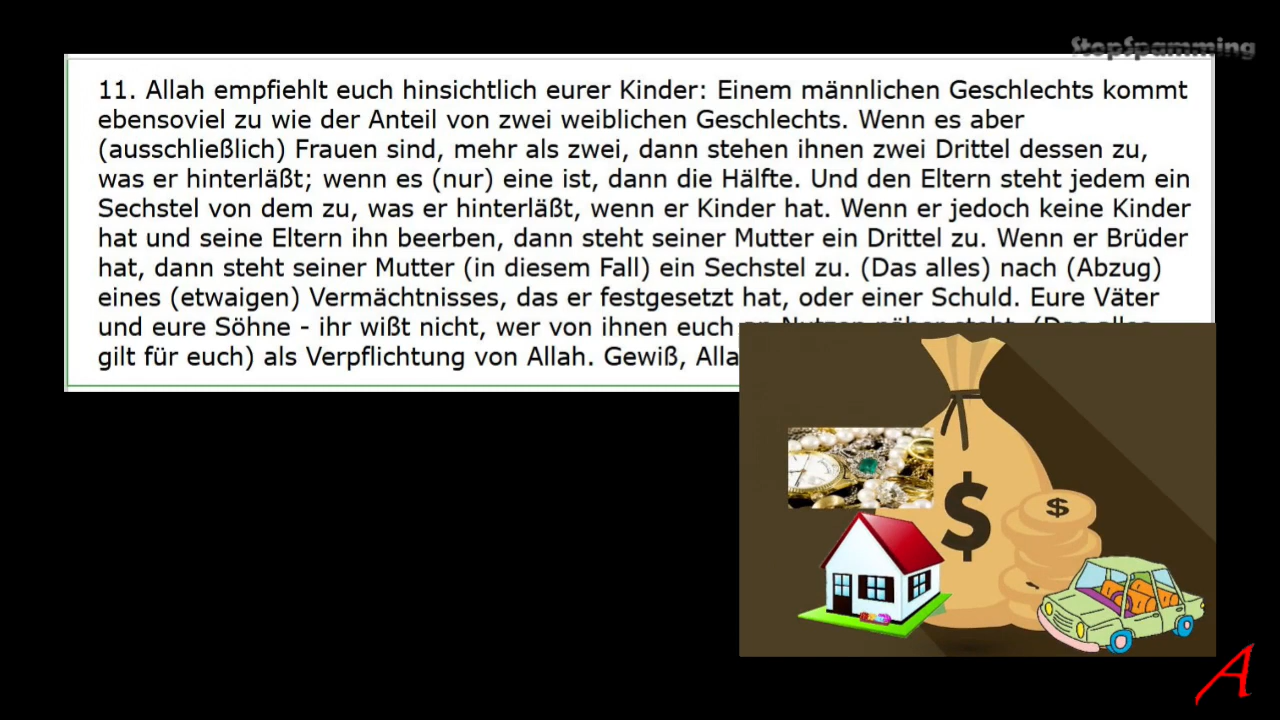 StopSpamming
11. Allah empfiehlt euch hinsichtlich eurer Kinder: Einem männlichen Geschlechts kommt
ebensoviel zu wie der Anteil von zwei weiblichen Geschlechts. Wenn es aber
(ausschließlich) Frauen sind, mehr als zwei, dann stehen ihnen zwei Drittel dessen zu,
was er hinterläßt; wenn es (nur) eine ist, dann die Hälfte. Und den Eltern steht jedem ein
Sechstel von dem zu, was er hinterläßt, wenn er Kinder hat. Wenn er jedoch keine Kinder
hat und seine Eltern ihn beerben, dann steht seiner Mutter ein Drittel zu. Wenn er Brüder
hat, dann steht seiner Mutter (in diesem Fall) ein Sechstel zu. (Das alles) nach (Abzug)
eines (etwaigen) Vermächtnisses, das er festgesetzt hat, oder einer Schuld. Eure Väter
und eure Söhne - ihr wißt nicht, wer von ihnen euch
gilt für euch) als Verpflichtung von Allah. Gewiß, Alla
$
$
A